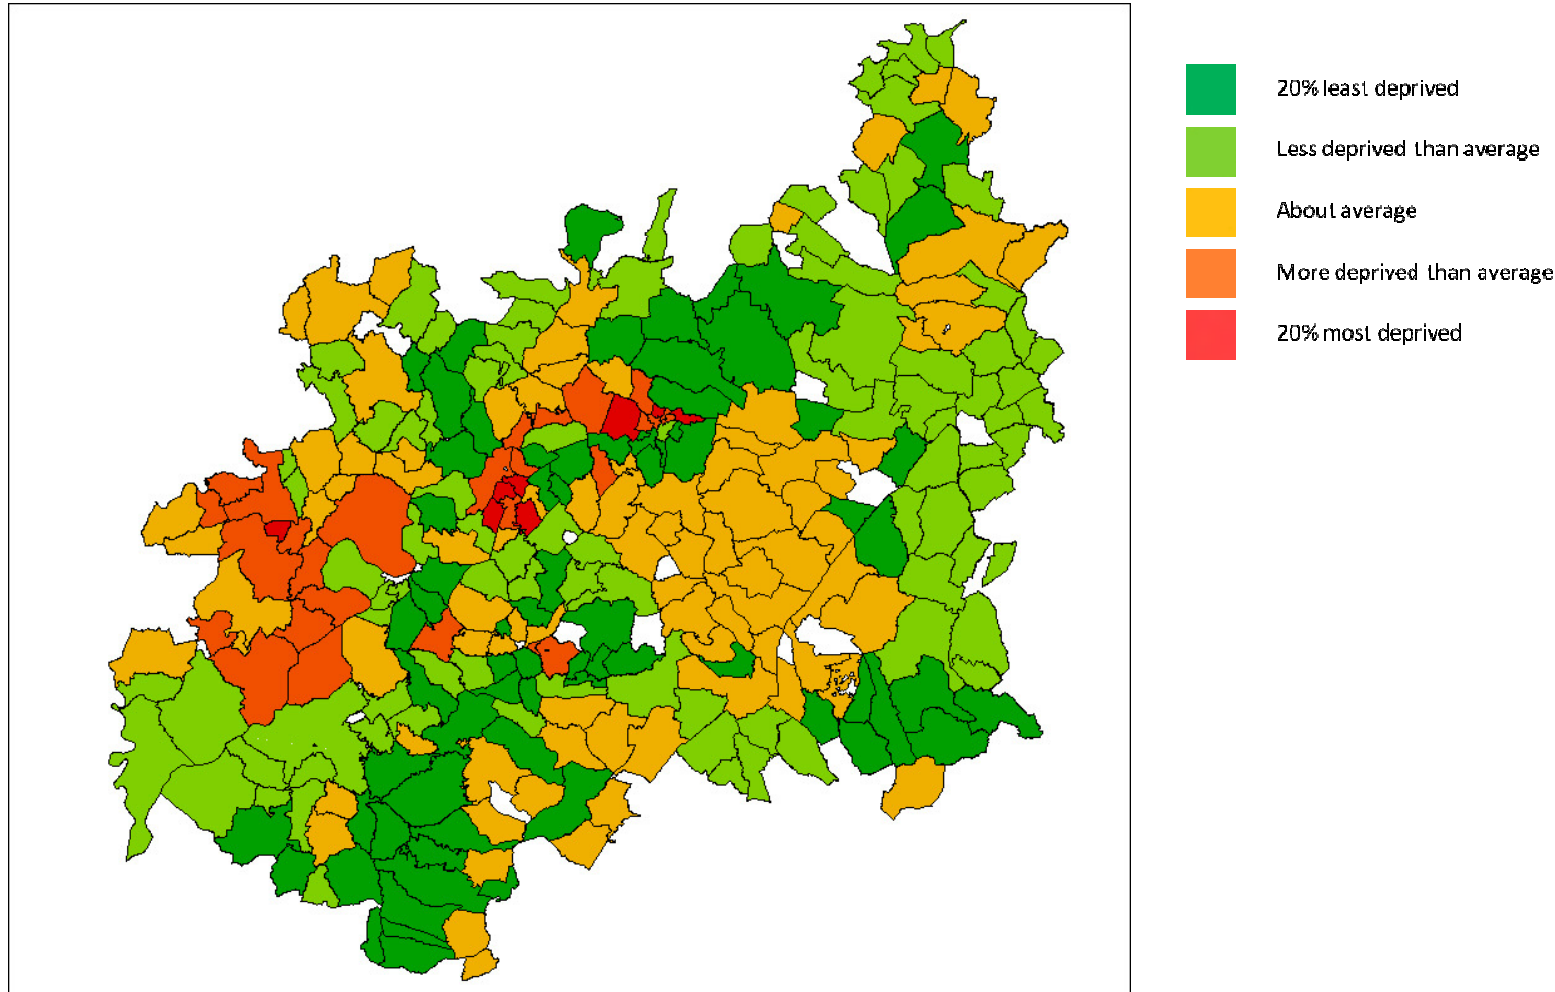 20% least deprived
Less deprived than average
About average
More deprived than average
20% most deprived